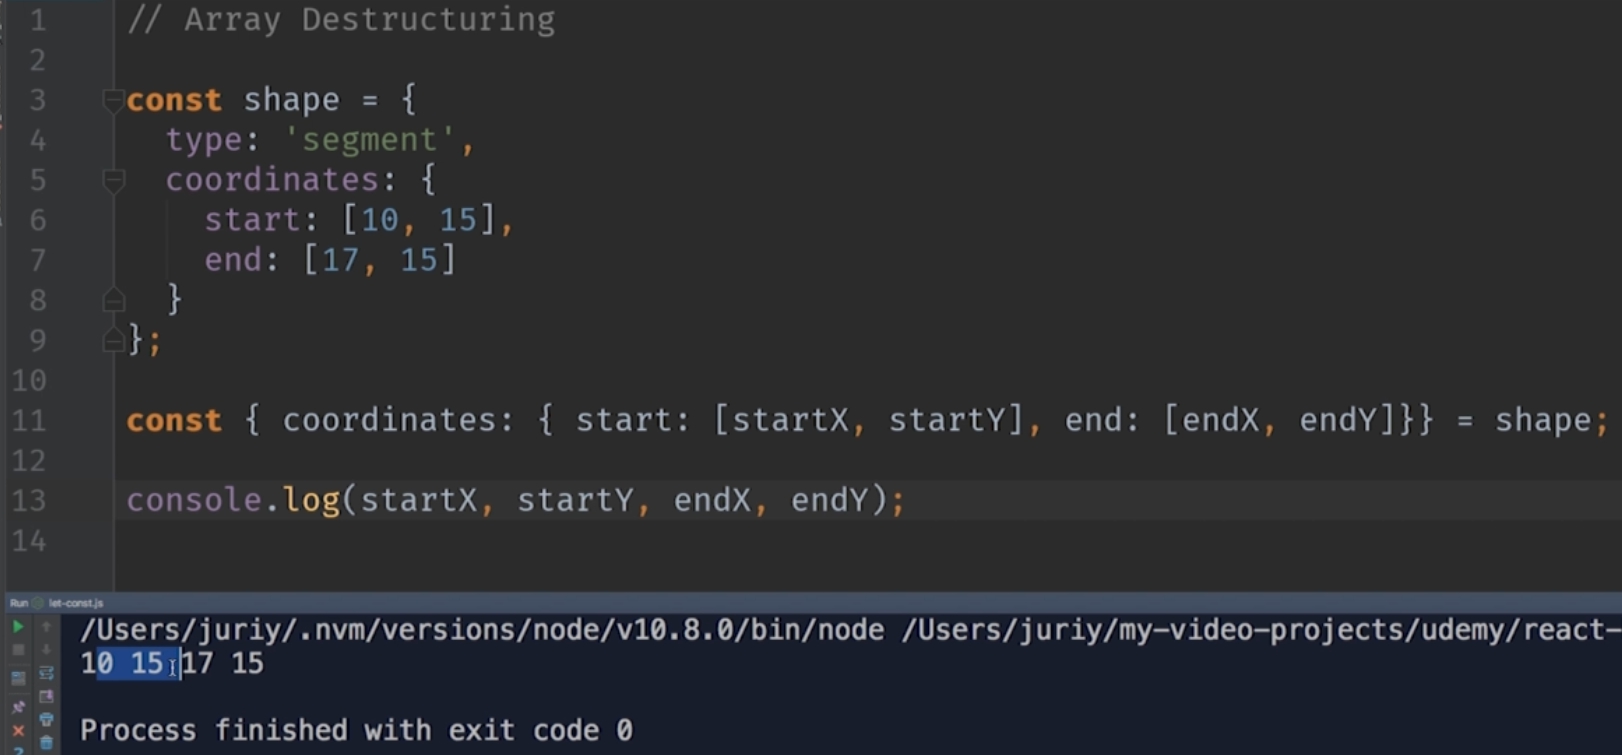 1 // Array Destructuring
2
3 const shape = {
4   type: 'segment',
5   coordinates: {
6     start: [10, 15],
7     end: [17, 15]
8   }
9 };
10
11 const { coordinates: { start: [startX, startY], end: [endX, endY]}} = shape;
12
13 console.log(startX, startY, endX, endY);
14
Run let-const.js
/Users/juriy/.nvm/versions/node/v10.8.0/bin/node /Users/juriy/my-video-projects/udemy/react-
10 15 17 15
Process finished with exit code 0